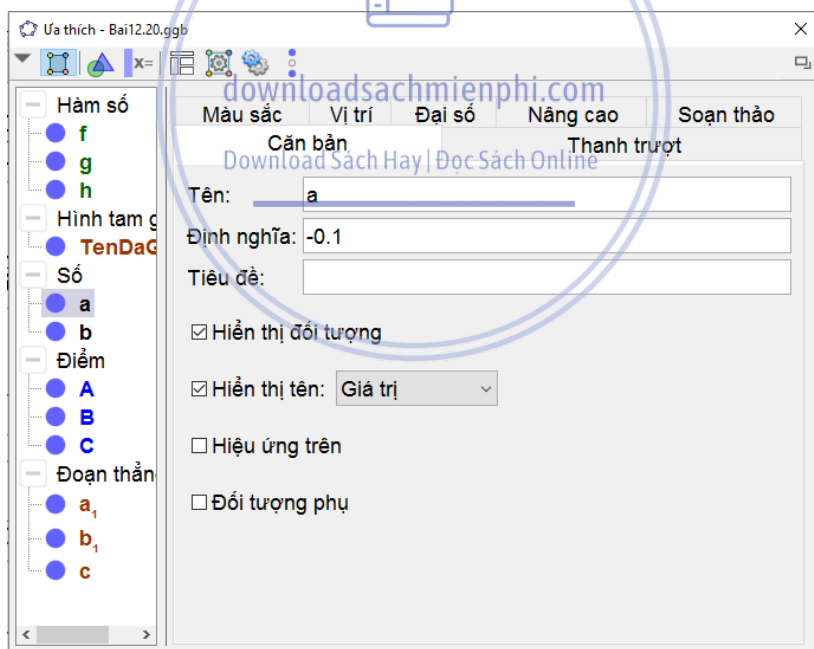 Ưa thích - Bai12.20.ggb
X=
downloadsachmienphi.com
Download Sách Hay | Đọc Sách Online
Hàm số
f
g
h
Hình tam g
TenDaG
Số
a
b
Điểm
A
B
C
Đoạn thẳn
a₁
b₁
c
Màu sắc Vị trí Đại số Nâng cao Soạn thảo
Căn bản Thanh trượt
Tên: a
Định nghĩa: -0.1
Tiêu đề:
Hiển thị đối tượng
Hiển thị tên: Giá trị
Hiệu ứng trên
Đối tượng phụ